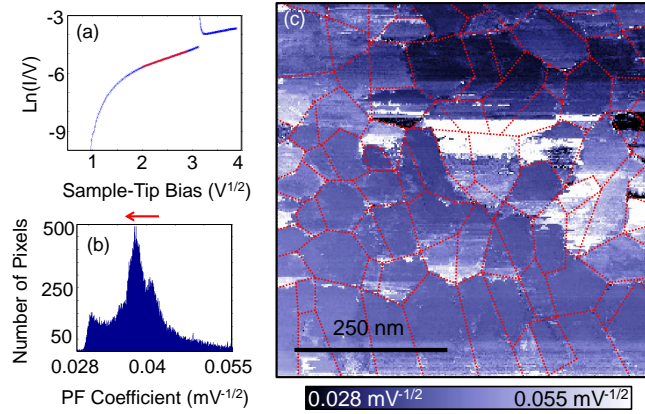 (a)
Ln(I/V)
-3
-6
-9
1
2
3
4
Sample-Tip Bias (V^1/2)
(b)
Number of Pixels
500
250
50
0.028
0.04
0.055
PF Coefficient (mV^-1/2)
(c)
250 nm
0.028 mV^-1/2
0.055 mV^-1/2